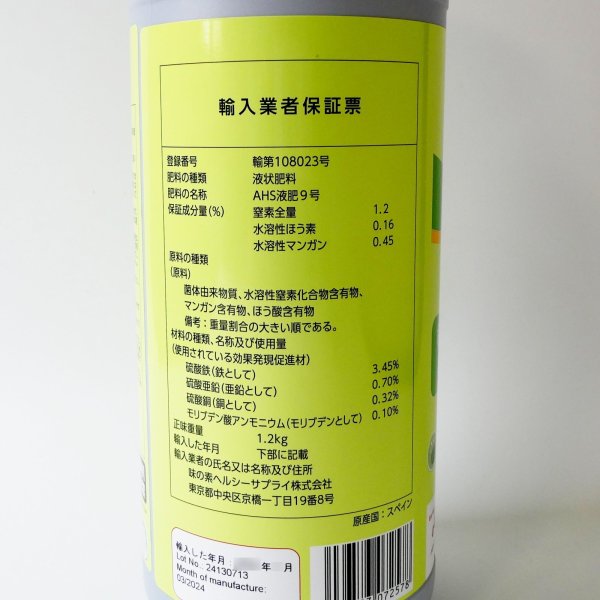 輸入業者保証票
登録番号 輸第108023号
肥料の種類 液状肥料
肥料の名称 AHS液肥9号
保証成分量(%) 窒素全量 1.2
水溶性ほう素 0.16
水溶性マンガン 0.45
原料の種類
(原料)
菌体由来物質、水溶性窒素化合物含有物、
マンガン含有物、ほう酸含有物
備考:重量割合の大きい順である。
材料の種類、名称及び使用量
(使用されている効果発現促進材)
硫酸鉄(鉄として) 3.45%
硫酸亜鉛(亜鉛として) 0.70%
硫酸銅(銅として) 0.32%
モリブデン酸アンモニウム(モリブデンとして) 0.10%
正味重量 1.2kg
輸入した年月 下部に記載
輸入業者の氏名又は名称及び住所
味の素ヘルシーサプライ株式会社
東京都中央区京橋一丁目19番8号
原産国:スペイン
輸入した年月: 年 月
Lot No.: 24130713
Month of manufacture:
03/2024
072578